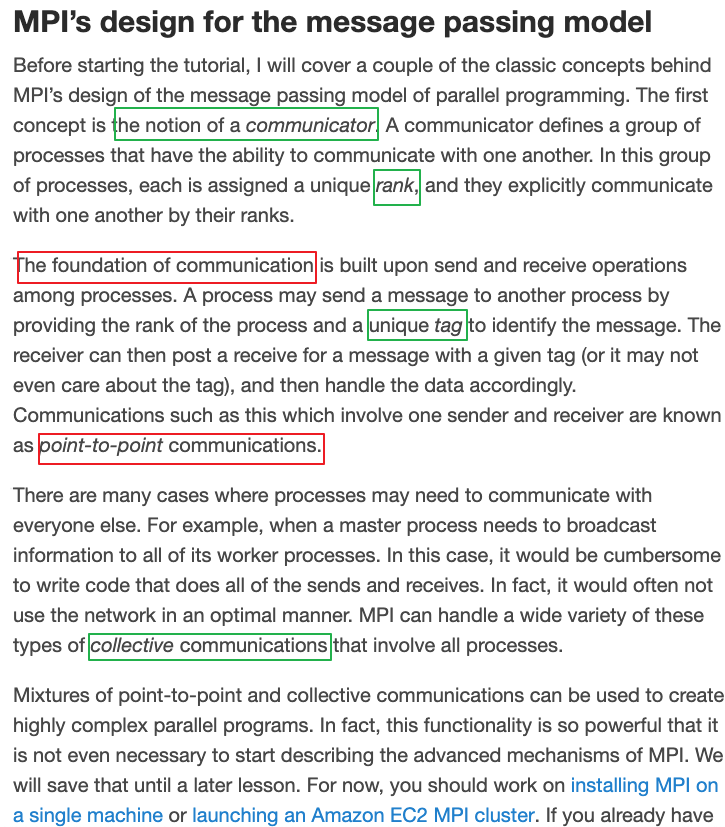 MPI’s design for the message passing model
Before starting the tutorial, I will cover a couple of the classic concepts behind
MPI’s design of the message passing model of parallel programming. The first
concept is the notion of a communicator. A communicator defines a group of
processes that have the ability to communicate with one another. In this group
of processes, each is assigned a unique rank, and they explicitly communicate
with one another by their ranks.
The foundation of communication is built upon send and receive operations
among processes. A process may send a message to another process by
providing the rank of the process and a unique tag to identify the message. The
receiver can then post a receive for a message with a given tag (or it may not
even care about the tag), and then handle the data accordingly.
Communications such as this which involve one sender and receiver are known
as point-to-point communications.
There are many cases where processes may need to communicate with
everyone else. For example, when a master process needs to broadcast
information to all of its worker processes. In this case, it would be cumbersome
to write code that does all of the sends and receives. In fact, it would often not
use the network in an optimal manner. MPI can handle a wide variety of these
types of collective communications that involve all processes.
Mixtures of point-to-point and collective communications can be used to create
highly complex parallel programs. In fact, this functionality is so powerful that it
is not even necessary to start describing the advanced mechanisms of MPI. We
will save that until a later lesson. For now, you should work on installing MPI on
a single machine or launching an Amazon EC2 MPI cluster. If you already have